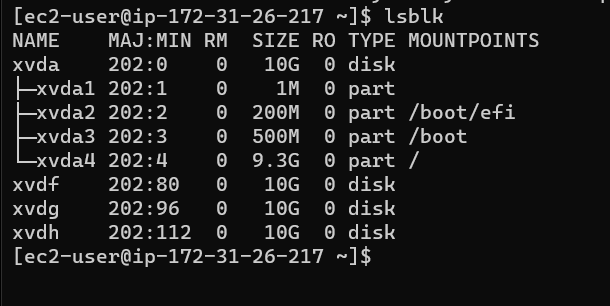 [ec2-user@ip-172-31-26-217 ~]$ lsblk
NAME    MAJ:MIN RM  SIZE RO TYPE MOUNTPOINTS
xvda    202:0    0   10G  0 disk
├─xvda1 202:1    0    1M  0 part
├─xvda2 202:2    0  200M  0 part /boot/efi
├─xvda3 202:3    0  500M  0 part /boot
└─xvda4 202:4    0  9.3G  0 part /
xvdf    202:80   0   10G  0 disk
xvdg    202:96   0   10G  0 disk
xvdh    202:112  0   10G  0 disk
[ec2-user@ip-172-31-26-217 ~]$